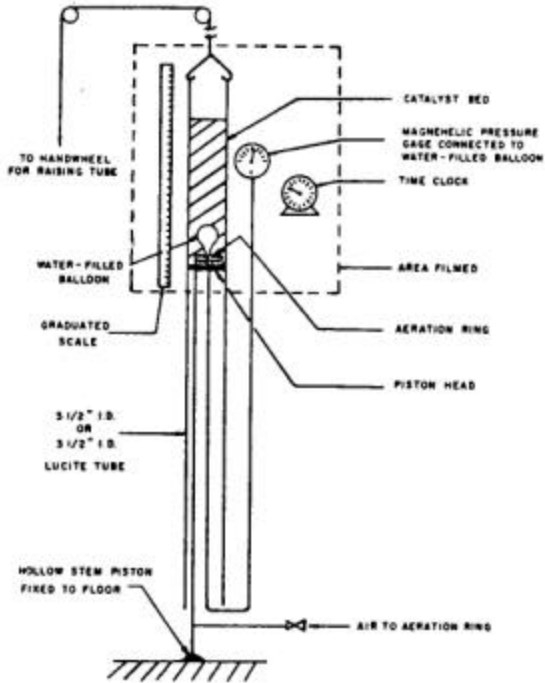 CATALYST BED
MAGNEHELIC PRESSURE
GAGE CONNECTED TO
WATER-FILLED BALLOON
TO HANDWHEEL
FOR RAISING TUBE
TIME CLOCK
WATER-FILLED
BALLOON
AREA FILMED
GRADUATED
SCALE
AERATION RING
PISTON HEAD
5 1/2" I.D.
OR
3 1/2" I.D.
LUCITE TUBE
HOLLOW STEM PISTON
FIXED TO FLOOR
AIR TO AERATION RING